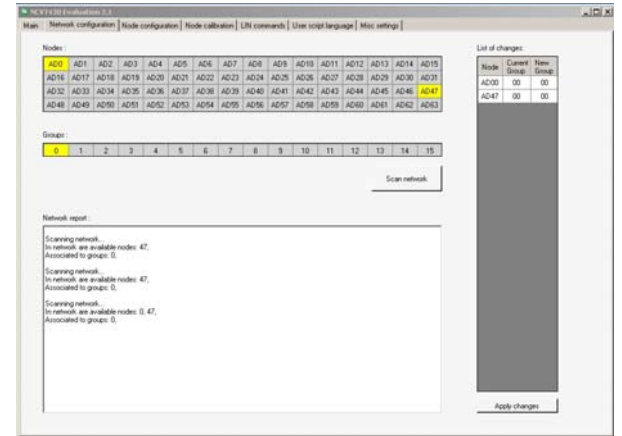 NCV7430 Evaluation 2.1
Main Network configuration Node configuration Node calibration LIN commands User script language Misc settings
Nodes :
AD0 AD1 AD2 AD3 AD4 AD5 AD6 AD7 AD8 AD9 AD10 AD11 AD12 AD13 AD14 AD15
AD16 AD17 AD18 AD19 AD20 AD21 AD22 AD23 AD24 AD25 AD26 AD27 AD28 AD29 AD30 AD31
AD32 AD33 AD34 AD35 AD36 AD37 AD38 AD39 AD40 AD41 AD42 AD43 AD44 AD45 AD46 AD47
AD48 AD49 AD50 AD51 AD52 AD53 AD54 AD55 AD56 AD57 AD58 AD59 AD60 AD61 AD62 AD63
Groups :
0 1 2 3 4 5 6 7 8 9 10 11 12 13 14 15
Scan network
Network report :
Scanning network...
In network are available nodes: 47,
Associated to groups: 0,
Scanning network...
In network are available nodes: 47,
Associated to groups: 0,
Scanning network...
In network are available nodes: 0, 47,
Associated to groups: 0,
List of changes:
Node Current Group New Group
AD00 00 00
AD47 00 00
Apply changes